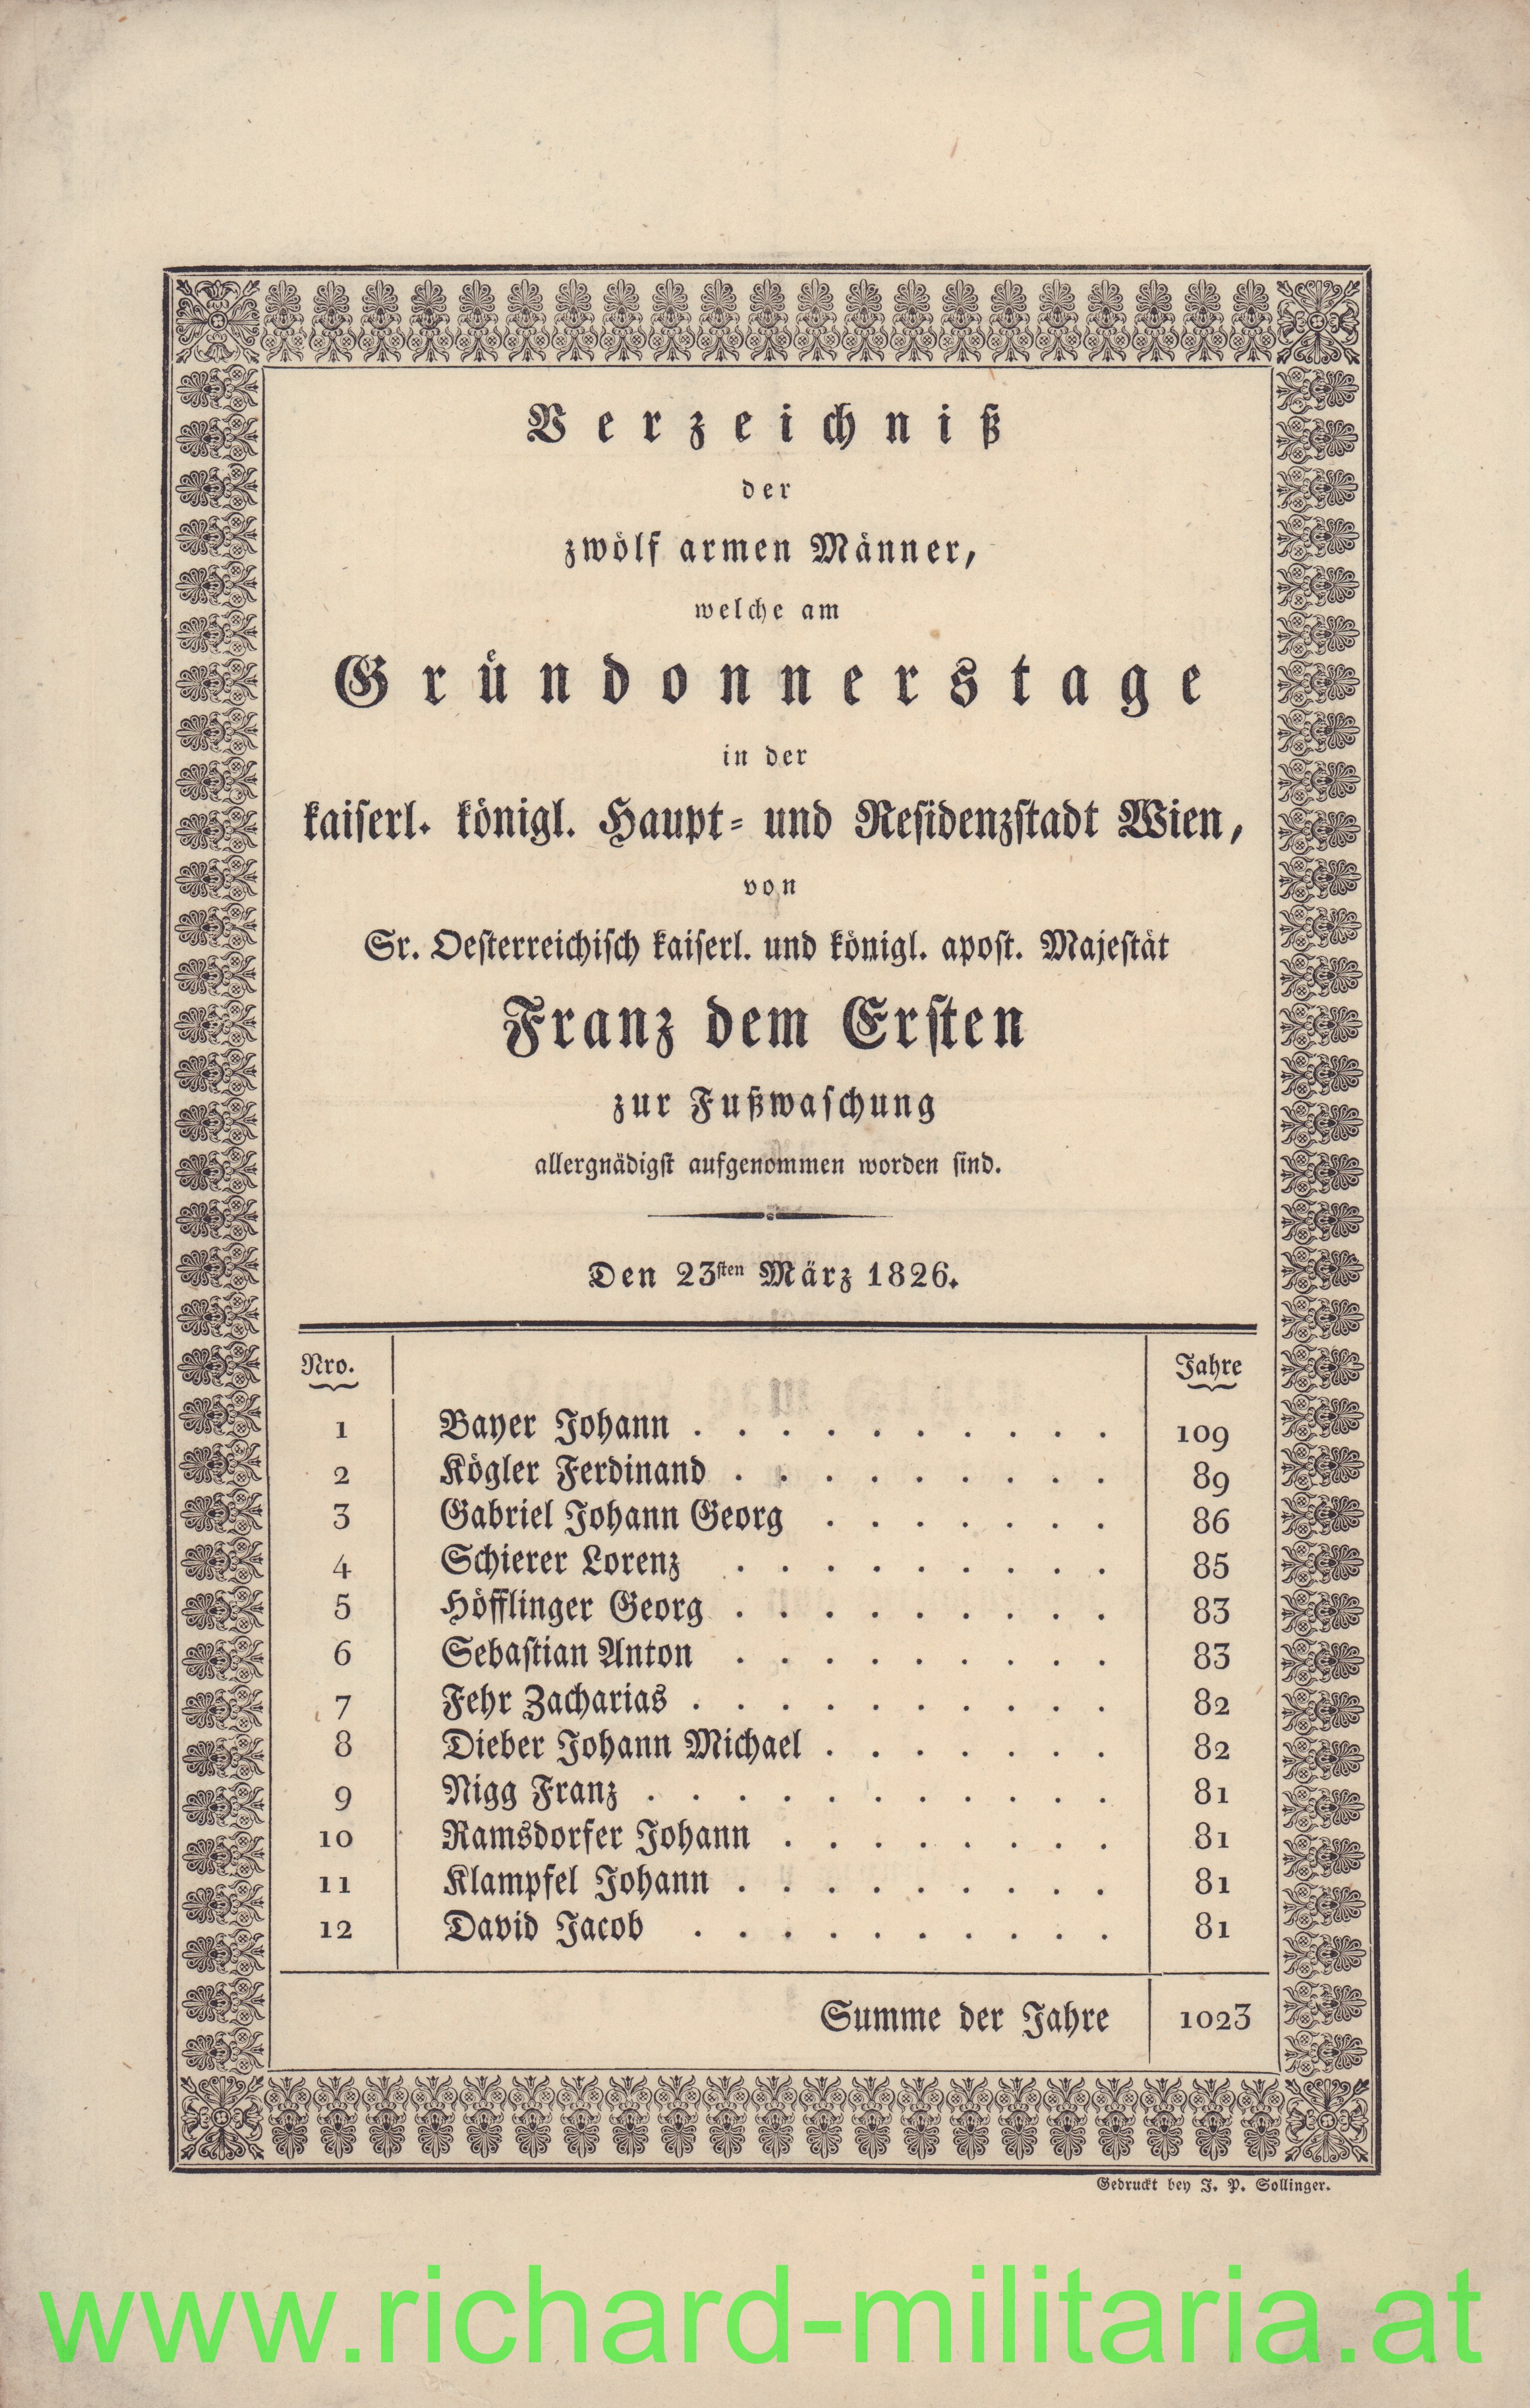 Verzeichniß
der
zwölf armen Männer,
welche am
Gründonnerstage
in der
kaiserl. königl. Haupt- und Residenzstadt Wien,
von
Sr. Oesterreichisch kaiserl. und königl. apost. Majestät
Franz dem Ersten
zur Fußwaschung
allergnädigst aufgenommen worden sind.
Den 23sten März 1826.
Nro. Jahre
1 Bayer Johann . . . . . . . . . . 109
2 Kögler Ferdinand . . . . . . . . . 89
3 Gabriel Johann Georg . . . . . . . 86
4 Schierer Lorenz . . . . . . . . . 85
5 Höfflinger Georg . . . . . . . . . 83
6 Sebastian Anton . . . . . . . . . 83
7 Fehr Zacharias . . . . . . . . . . 82
8 Dieber Johann Michael . . . . . . . 82
9 Nigg Franz . . . . . . . . . . . 81
10 Ramsdorfer Johann . . . . . . . . 81
11 Klampfel Johann . . . . . . . . . 81
12 David Jacob . . . . . . . . . . 81
Summe der Jahre 1023
Gedruckt bey J. P. Sollinger.
www.richard-militaria.at